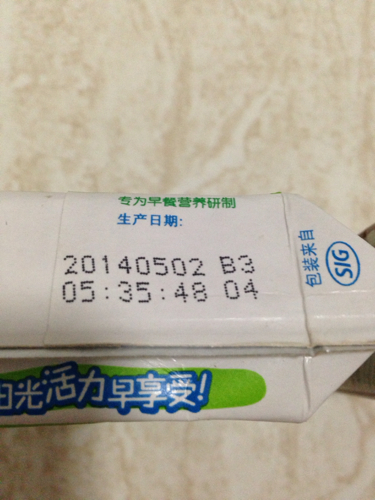 专为早餐营养研制
生产日期:
20140502 B3
05:35:48 04
包装来自
SIG
阳光活力早享受!